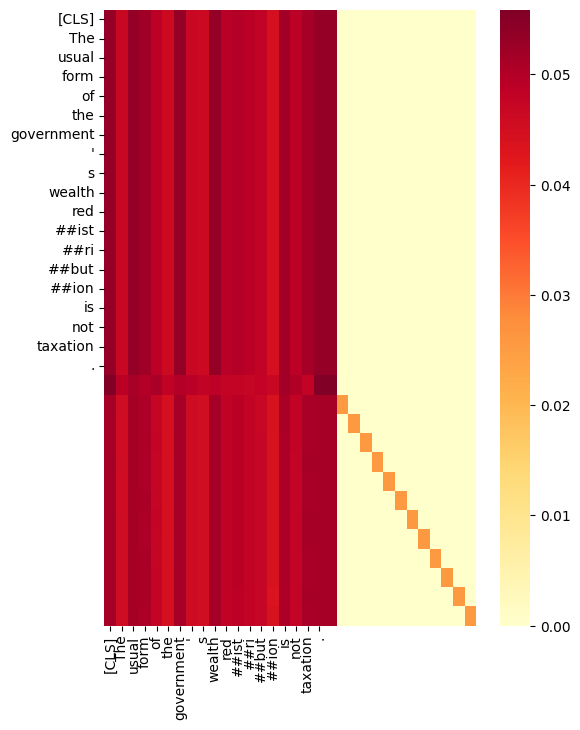 [CLS]
The
usual
form
of
the
government
'
s
wealth
red
##ist
##ri
##but
##ion
is
not
taxation
.
0.05
0.04
0.03
0.02
0.01
0.00
[CLS]
The
usual
form
of
the
government
'
s
wealth
red
##ist
##ri
##but
##ion
is
not
taxation
.